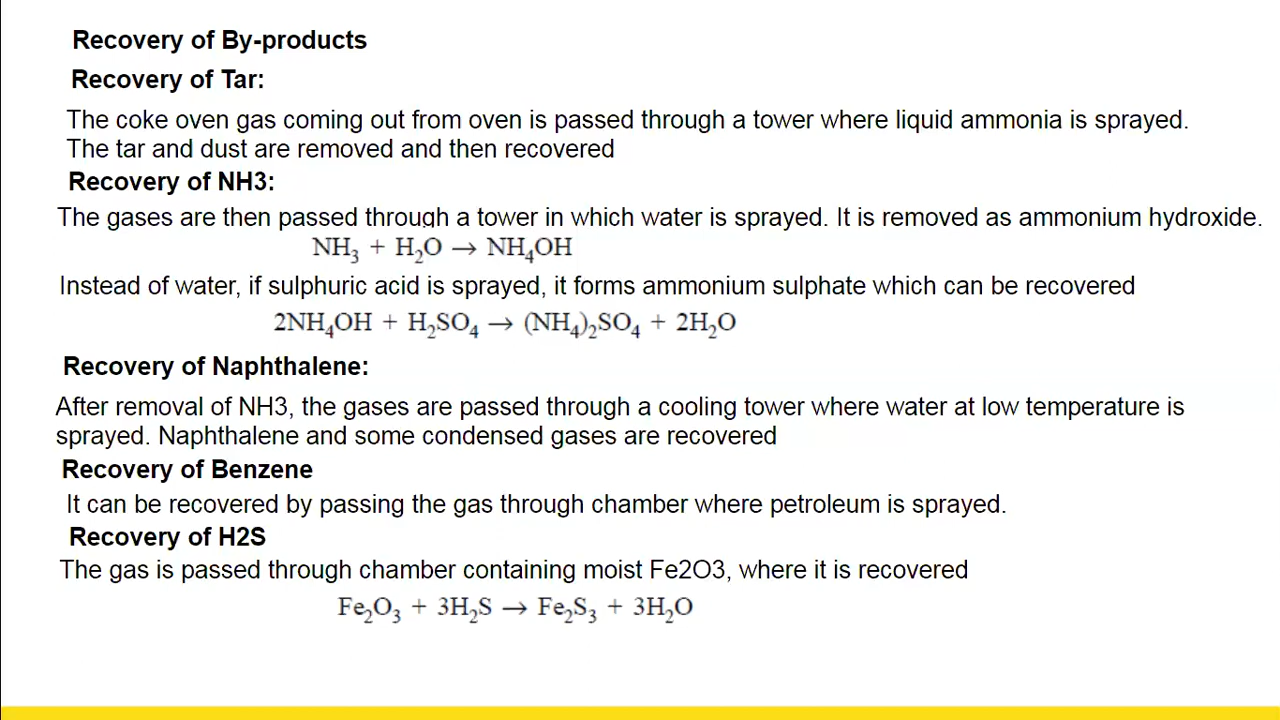 Recovery of By-products
Recovery of Tar:
The coke oven gas coming out from oven is passed through a tower where liquid ammonia is sprayed.
The tar and dust are removed and then recovered
Recovery of NH3:
The gases are then passed through a tower in which water is sprayed. It is removed as ammonium hydroxide.
NH₃ + H₂O → NH₄OH
Instead of water, if sulphuric acid is sprayed, it forms ammonium sulphate which can be recovered
2NH₄OH + H₂SO₄ → (NH₄)₂SO₄ + 2H₂O
Recovery of Naphthalene:
After removal of NH3, the gases are passed through a cooling tower where water at low temperature is
sprayed. Naphthalene and some condensed gases are recovered
Recovery of Benzene
It can be recovered by passing the gas through chamber where petroleum is sprayed.
Recovery of H2S
The gas is passed through chamber containing moist Fe2O3, where it is recovered
Fe₂O₃ + 3H₂S → Fe₂S₃ + 3H₂O